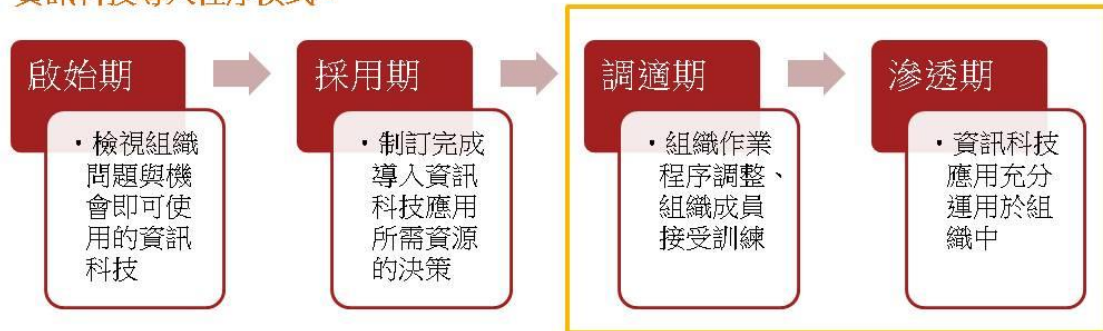 啟始期
・檢視組織
問題與機
會即可使
用的資訊
科技
採用期
・制訂完成
導入資訊
科技應用
所需資源
的決策
調適期
・組織作業
程序調整、
組織成員
接受訓練
滲透期
・資訊科技
應用充分
運用於組
織中